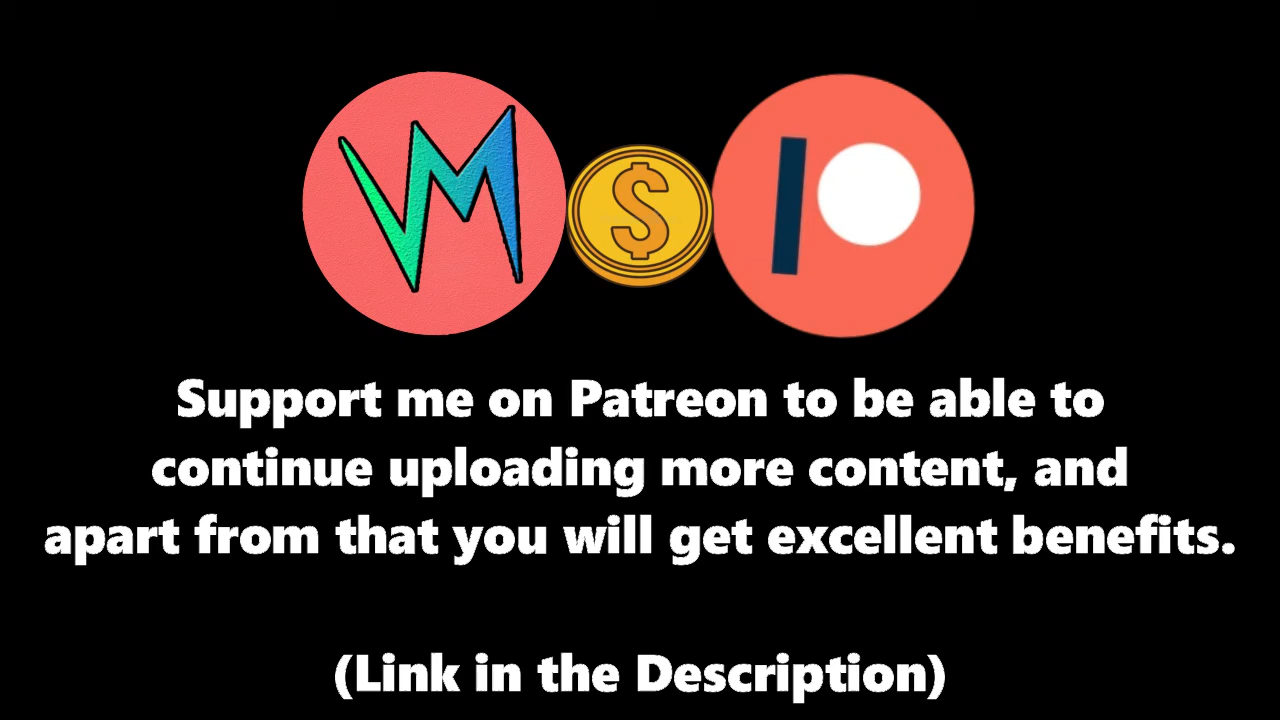 VM
$
Support me on Patreon to be able to
continue uploading more content, and
apart from that you will get excellent benefits.
(Link in the Description)